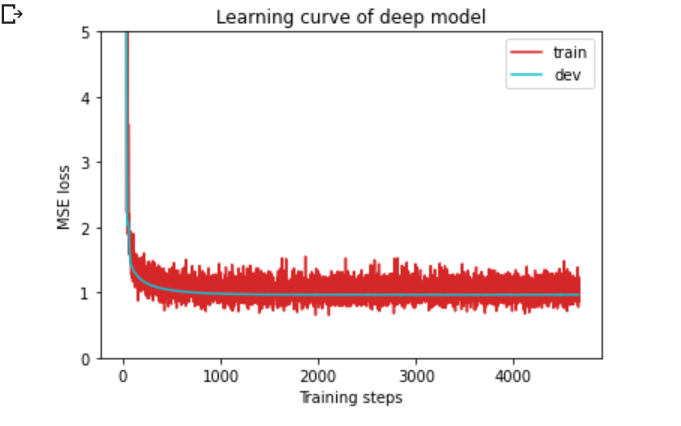 Learning curve of deep model
5
train
dev
4
3
MSE loss
2
1
0
0 1000 2000 3000 4000
Training steps